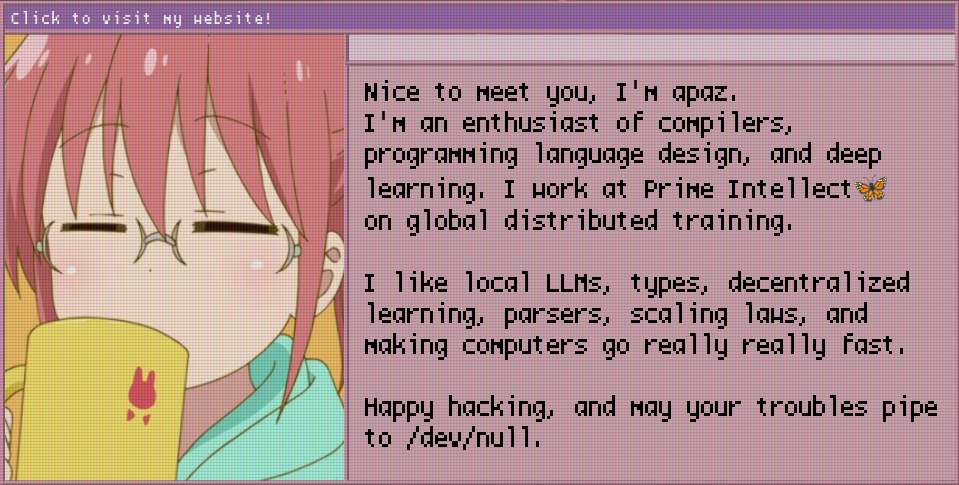 Click to visit my website!
Nice to meet you, I'm apaz.
I'm an enthusiast of compilers,
programming language design, and deep
learning. I work at Prime Intellect🦋
on global distributed training.
I like local LLMs, types, decentralized
learning, parsers, scaling laws, and
making computers go really really fast.
Happy hacking, and may your troubles pipe
to /dev/null.